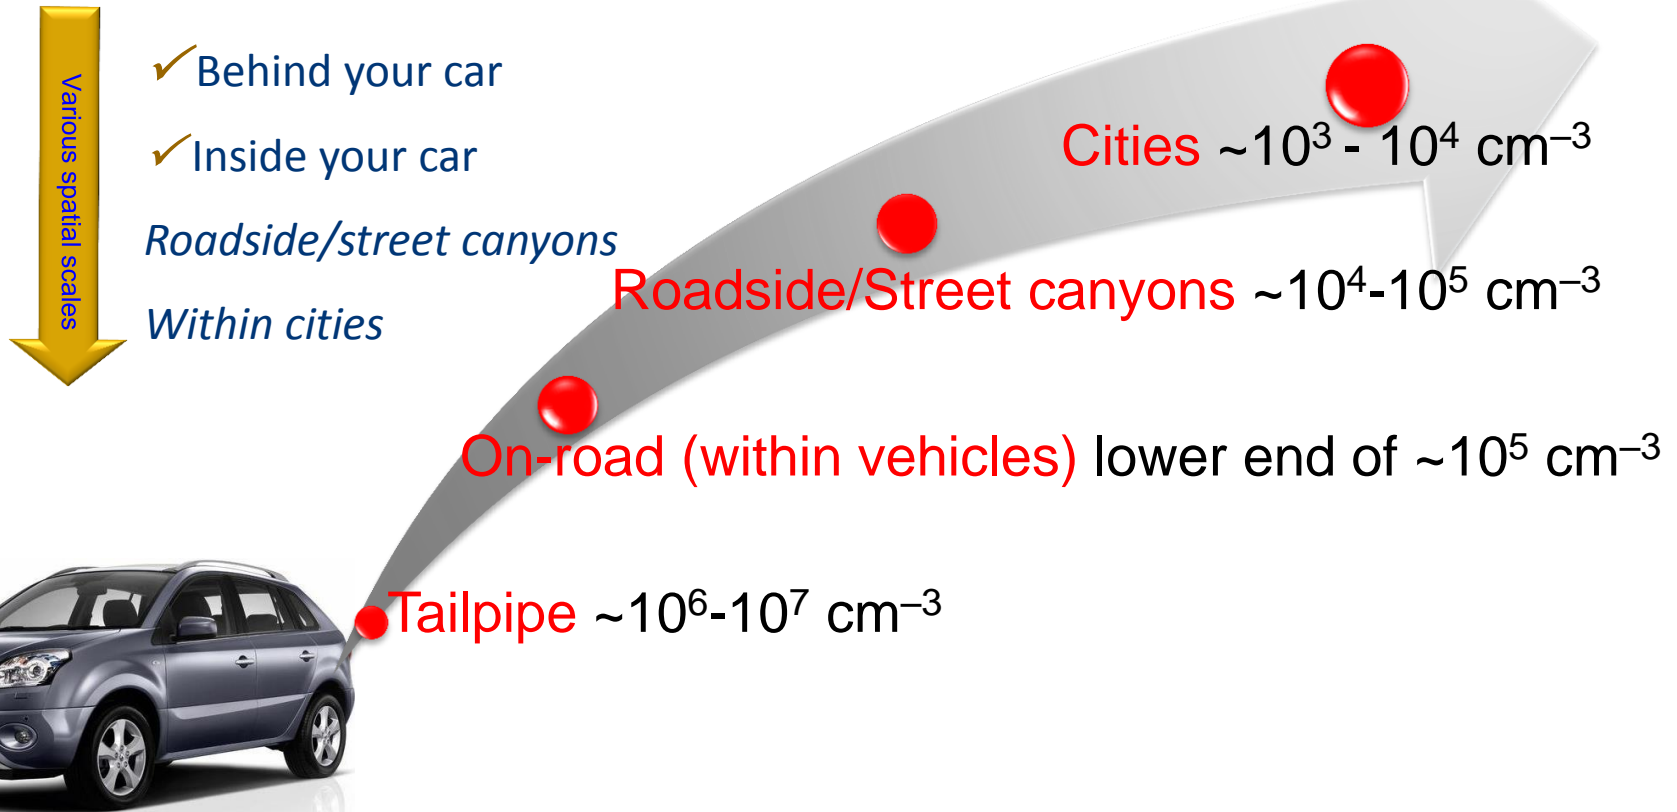 Various spatial scales
✓Behind your car
✓Inside your car
Roadside/street canyons
Within cities
Cities ~10³ - 10⁴ cm⁻³
Roadside/Street canyons ~10⁴-10⁵ cm⁻³
On-road (within vehicles) lower end of ~10⁵ cm⁻³
Tailpipe ~10⁶-10⁷ cm⁻³